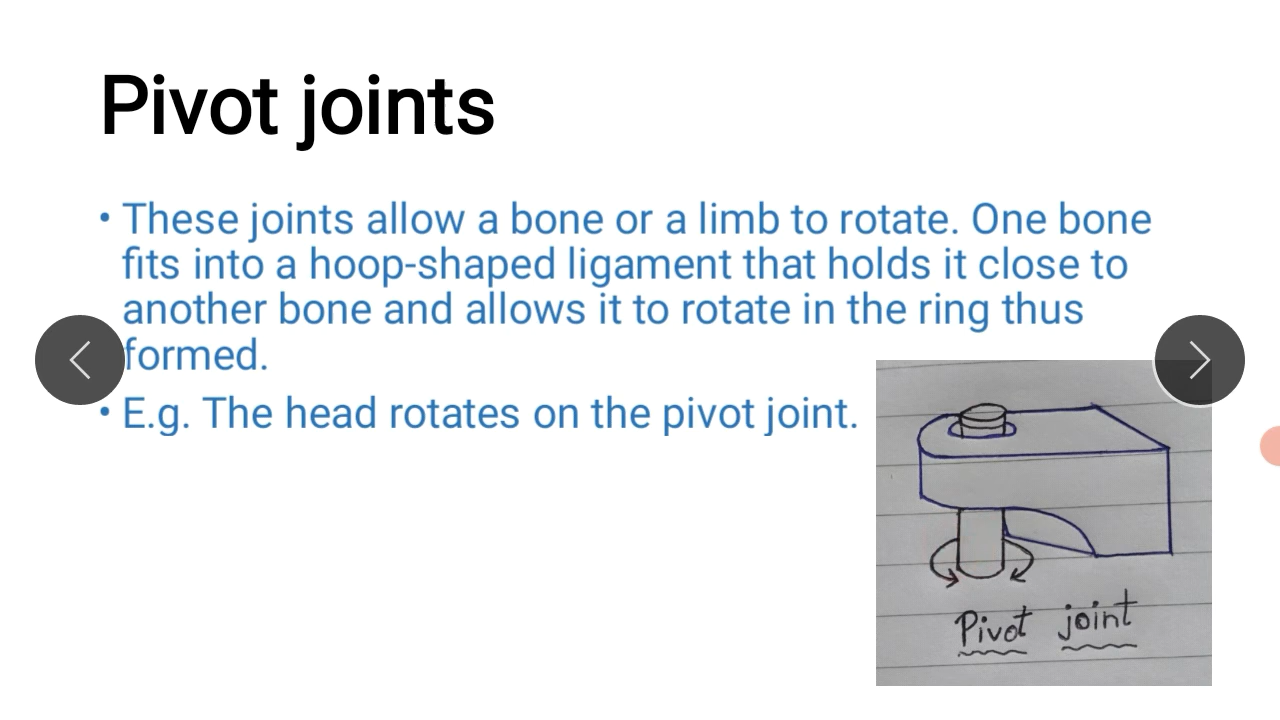 Pivot joints
• These joints allow a bone or a limb to rotate. One bone
fits into a hoop-shaped ligament that holds it close to
another bone and allows it to rotate in the ring thus
formed.
• E.g. The head rotates on the pivot joint.
Pivot joint